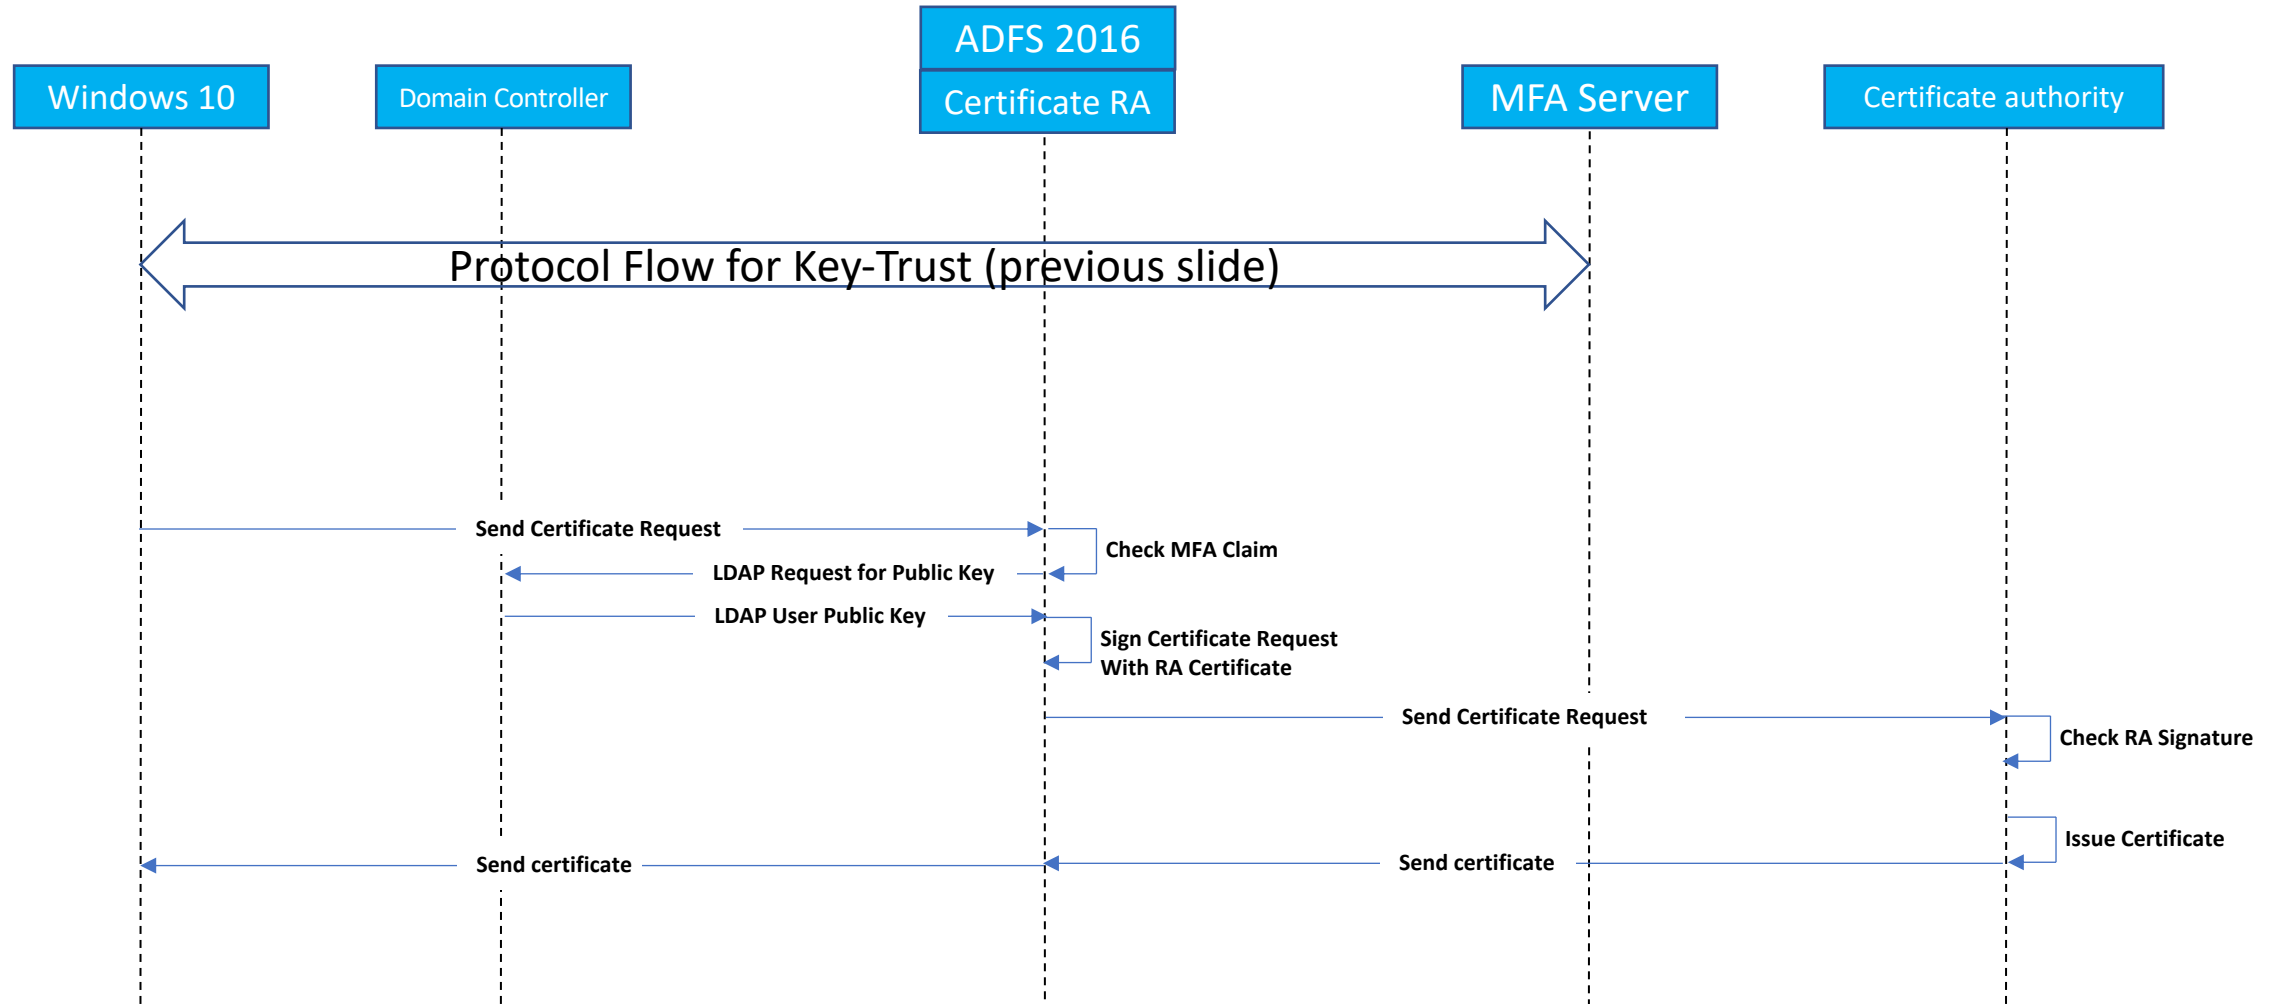 ADFS 2016
Windows 10
Domain Controller
Certificate RA
MFA Server
Certificate authority
Protocol Flow for Key-Trust (previous slide)
Send Certificate Request
Check MFA Claim
LDAP Request for Public Key
LDAP User Public Key
Sign Certificate Request
With RA Certificate
Send Certificate Request
Check RA Signature
Issue Certificate
Send certificate
Send certificate